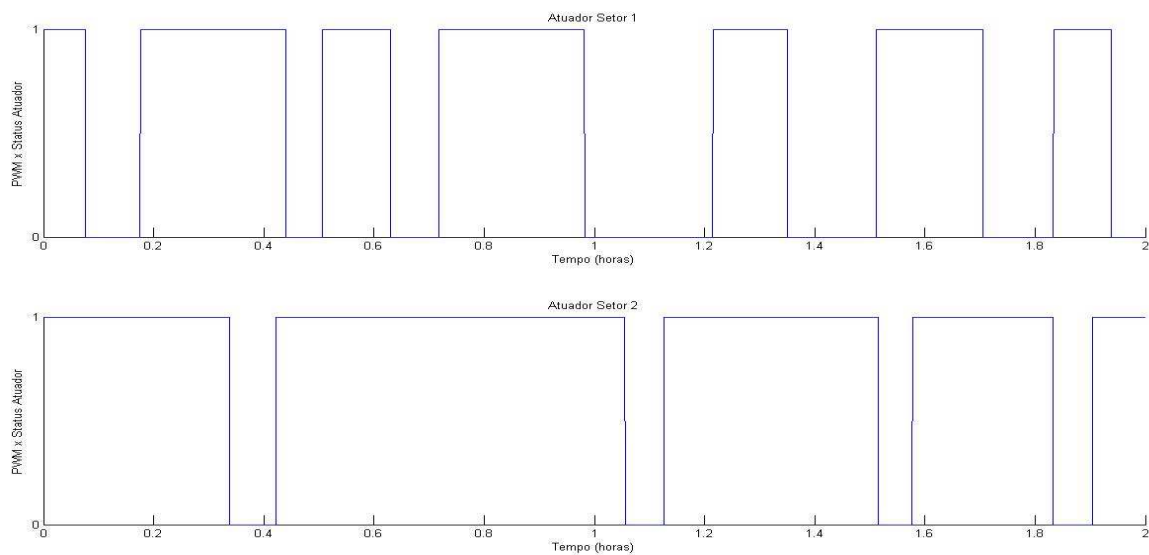 Atuador Setor 1
PWM x Status Atuador
1
0
0 0.2 0.4 0.6 0.8 1 1.2 1.4 1.6 1.8 2
Tempo (horas)
Atuador Setor 2
PWM x Status Atuador
1
0
0 0.2 0.4 0.6 0.8 1 1.2 1.4 1.6 1.8 2
Tempo (horas)